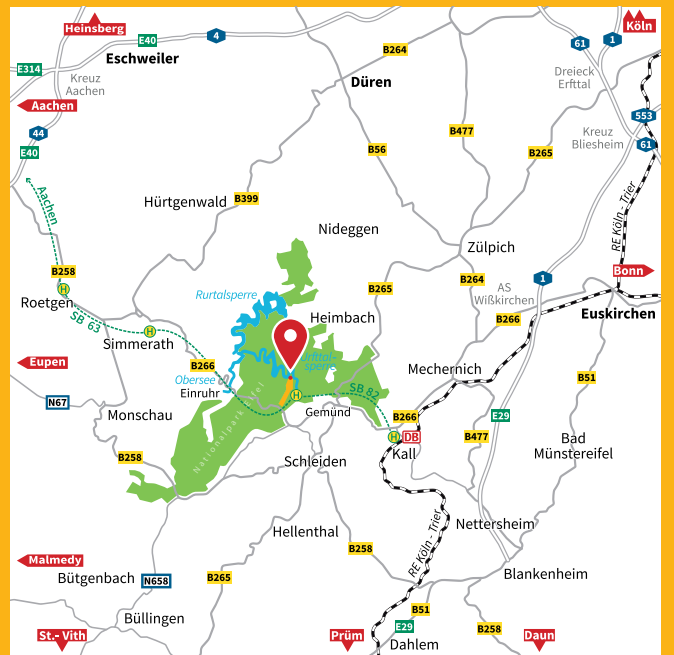 Heinsberg
Köln
E40
4
61
1
B264
Eschweiler
E314
Kreuz
Aachen
Düren
Dreieck
Erfttal
Aachen
553
44
B477
Kreuz
Bliesheim
E40
B56
B265
61
Aachen
Hürtgenwald
B399
RE Köln - Trier
Nideggen
Zülpich
B258
B264
1
Bonn
Roetgen
H
Rurtalsperre
B265
AS
Wißkirchen
SB 63
H
Heimbach
B266
Euskirchen
Simmerath
Urfttal-
sperre
Eupen
B266
Mechernich
Obersee
B51
Einruhr
SB 82
N67
H
Nationalpark Eifel
Monschau
Gemünd
B266
E29
H
DB
B477
Bad
Münstereifel
B258
Kall
Schleiden
RE Köln - Trier
Nettersheim
Hellenthal
B258
Malmedy
Bütgenbach
N658
B265
Blankenheim
B51
Büllingen
E29
B258
St.- Vith
Prüm
Daun
Dahlem